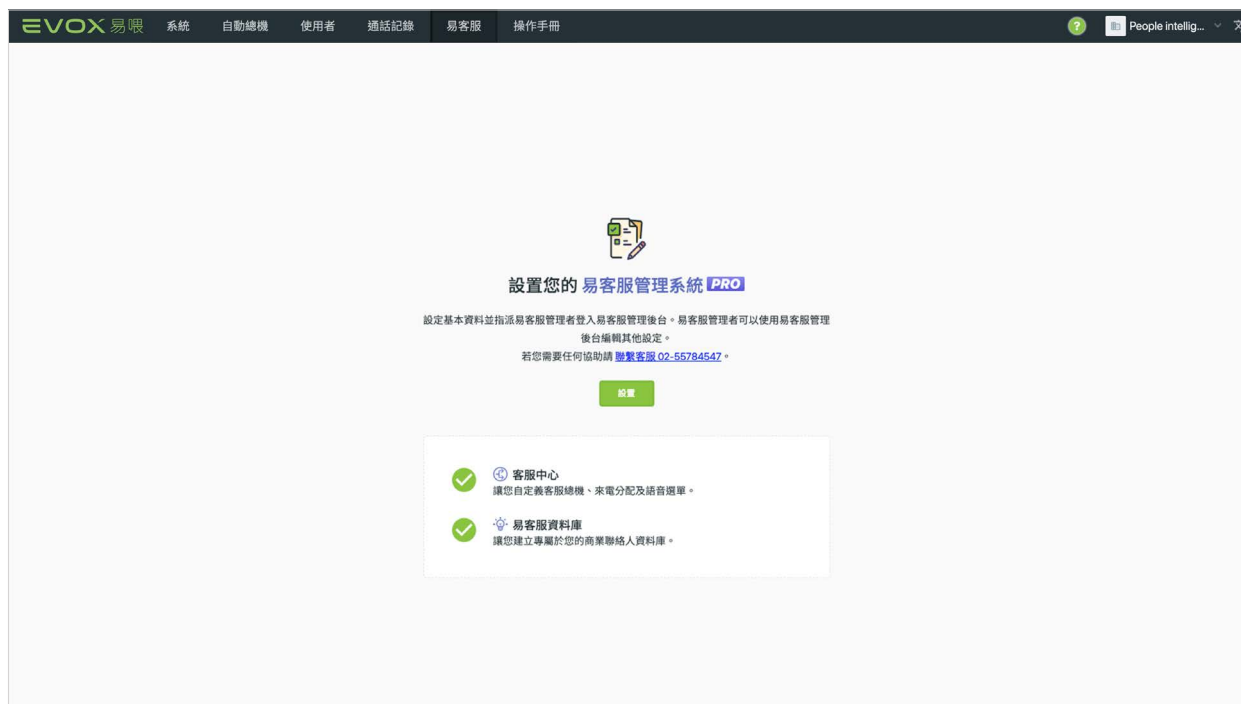 EVOX 易喂 系統 自動總機 使用者 通話記錄 易客服 操作手冊 ? People intellig...
設置您的 易客服管理系統 PRO
設定基本資料並指派易客服管理者登入易客服管理後台。易客服管理者可以使用易客服管理
後台編輯其他設定。
若您需要任何協助請 聯繫客服 02-55784547。
設置
客服中心
讓您自定義客服總機、來電分配及語音選單。
易客服資料庫
讓您建立專屬於您的商業聯絡人資料庫。